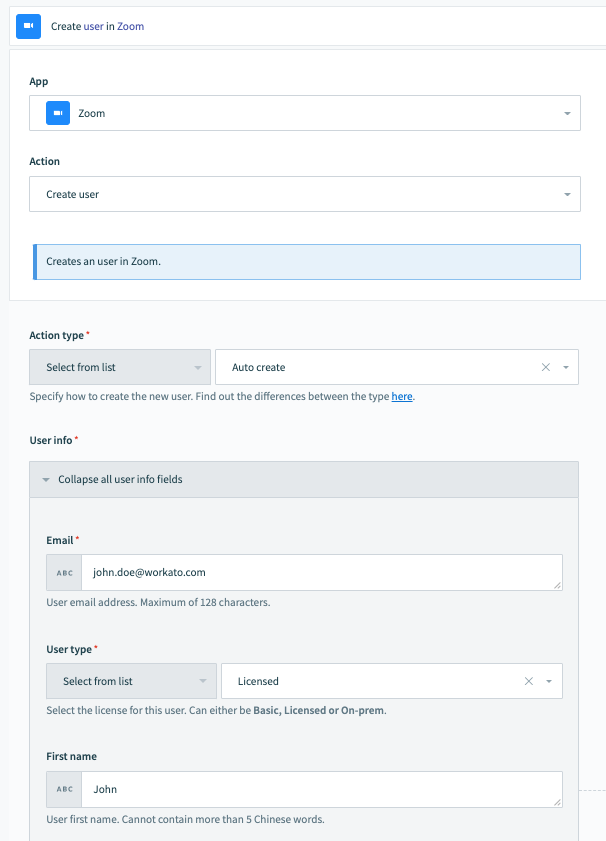 Create user in Zoom
App
Zoom
Action
Create user
Creates an user in Zoom.
Action type *
Select from list
Auto create
Specify how to create the new user. Find out the differences between the type here.
User info *
Collapse all user info fields
Email *
ABC
john.doe@workato.com
User email address. Maximum of 128 characters.
User type *
Select from list
Licensed
Select the license for this user. Can either be Basic, Licensed or On-prem.
First name
ABC
John
User first name. Cannot contain more than 5 Chinese words.